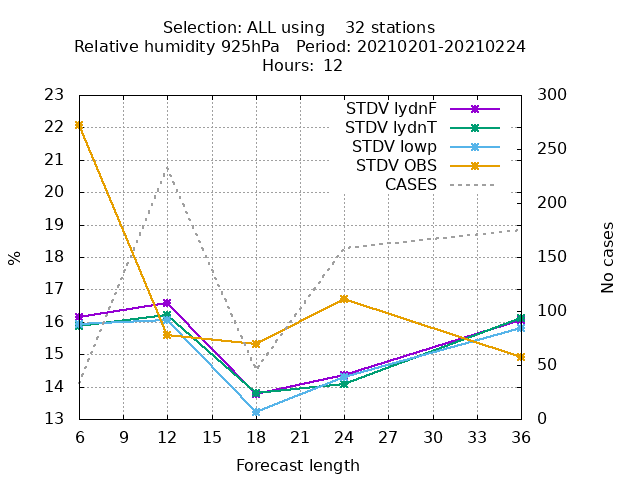 Selection: ALL using    32 stations
Relative humidity 925hPa   Period: 20210201-20210224
Hours: 12
STDV lydnF
STDV lydnT
STDV lowp
STDV OBS
CASES
23
22
21
20
19
18
17
16
15
14
13
%
300
250
200
150
100
50
0
No cases
6 9 12 15 18 21 24 27 30 33 36
Forecast length